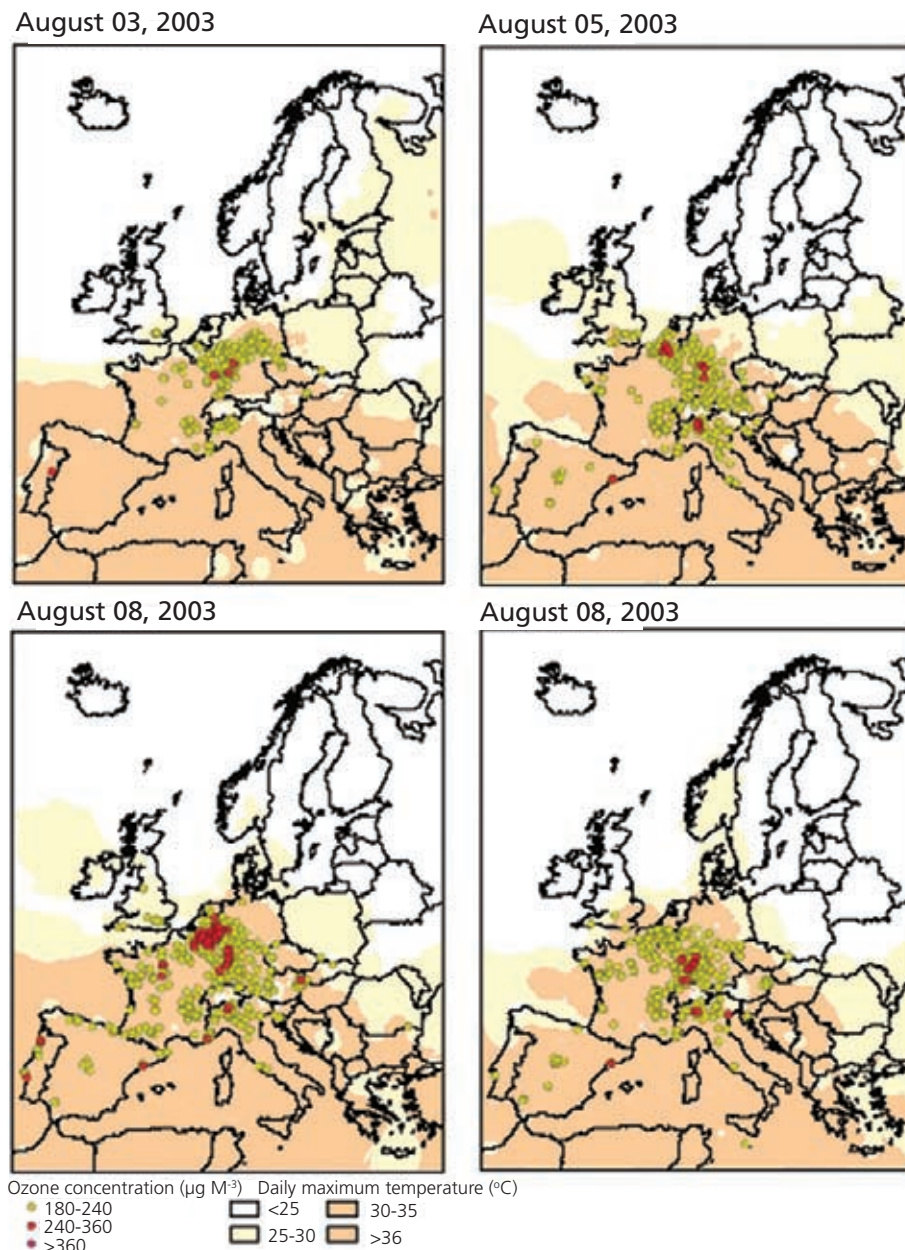 August 03, 2003
August 05, 2003
August 08, 2003
August 08, 2003
Ozone concentration (µg M⁻³)
180-240
240-360
>360
Daily maximum temperature (ºC)
<25
25-30
30-35
>36